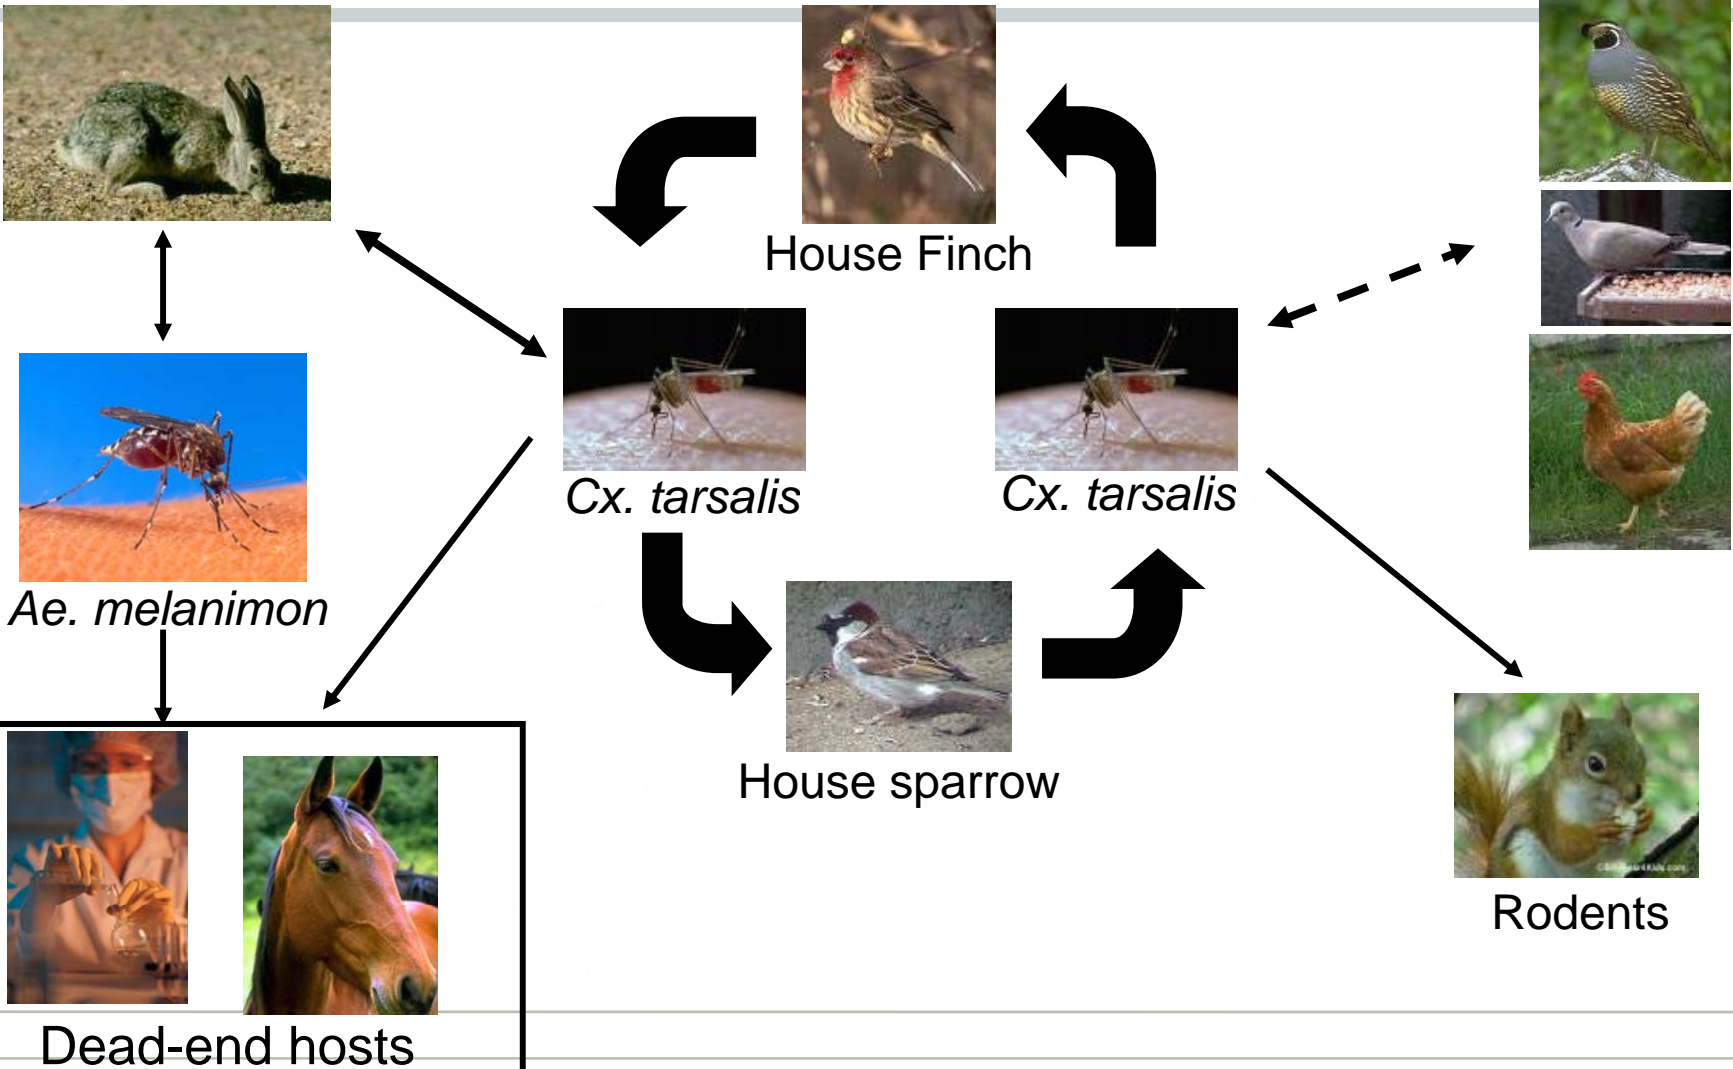 House Finch
Cx. tarsalis
Cx. tarsalis
Ae. melanimon
House sparrow
Rodents
Dead-end hosts